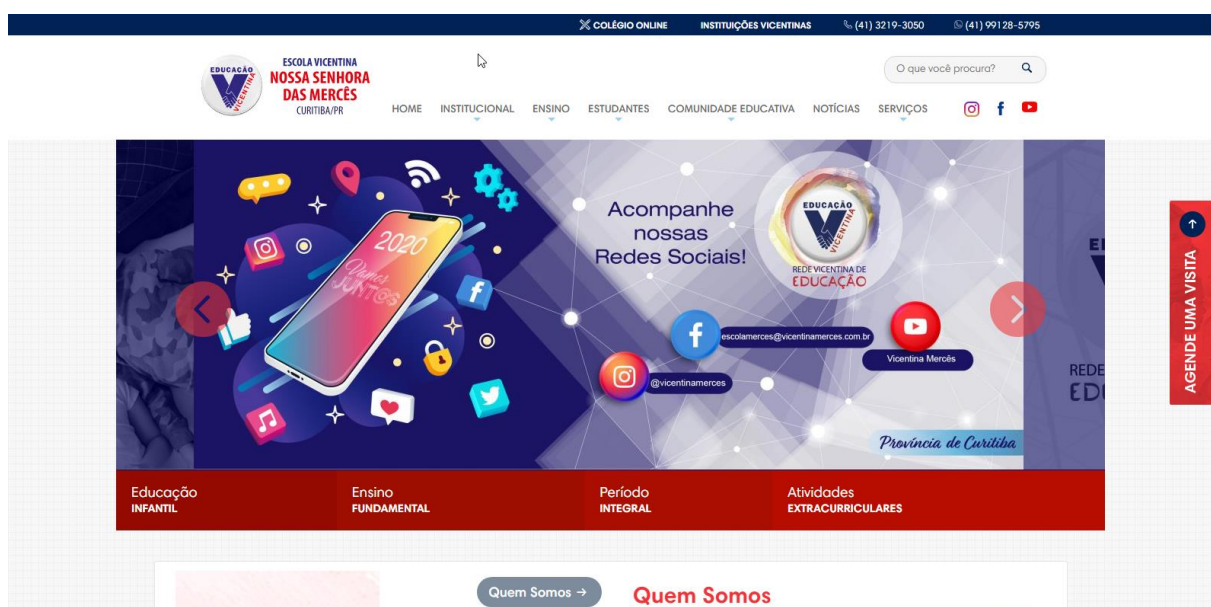 COLÉGIO ONLINE INSTITUIÇÕES VICENTINAS (41) 3219-3050 (41) 99128-5795
EDUCAÇÃO
VICENTINA
ESCOLA VICENTINA
NOSSA SENHORA
DAS MERCÊS
CURITIBA/PR
O que você procura?
HOME INSTITUCIONAL ENSINO ESTUDANTES COMUNIDADE EDUCATIVA NOTÍCIAS SERVIÇOS
2020
Vamos
JUNTOS
Acompanhe
nossas
Redes Sociais!
EDUCAÇÃO
VICENTINA
REDE VICENTINA DE
EDUCAÇÃO
escolamerces@vicentinamerces.com.br
Vicentina Mercês
@vicentinamerces
Província de Curitiba
REDE
AGENDE UMA VISITA
Educação
INFANTIL
Ensino
FUNDAMENTAL
Período
INTEGRAL
Atividades
EXTRACURRICULARES
Quem Somos →
Quem Somos